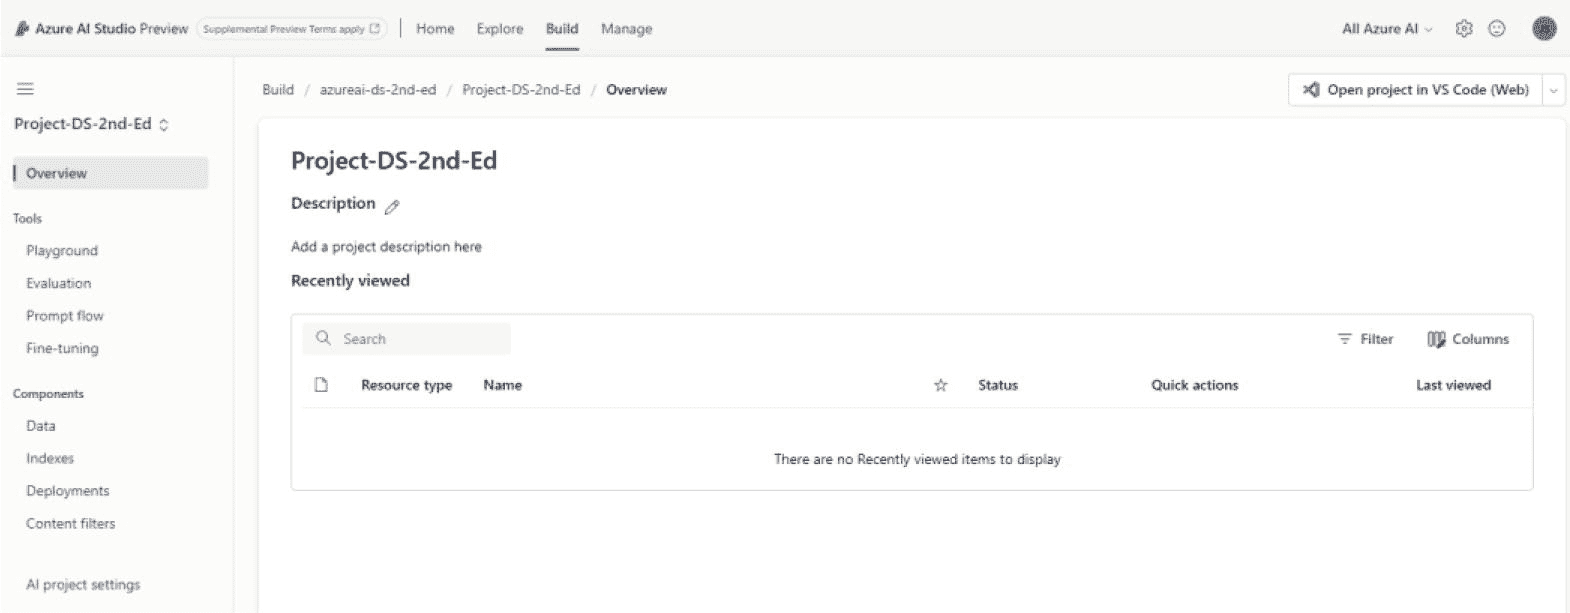 Azure AI Studio Preview Supplemental Preview Terms apply Home Explore Build Manage All Azure AI
Build / azureai-ds-2nd-ed / Project-DS-2nd-Ed / Overview Open project in VS Code (Web)
Project-DS-2nd-Ed
Overview
Tools
Playground
Evaluation
Prompt flow
Fine-tuning
Components
Data
Indexes
Deployments
Content filters
AI project settings
Project-DS-2nd-Ed
Description
Add a project description here
Recently viewed
Search Filter Columns
Resource type Name Status Quick actions Last viewed
There are no Recently viewed items to display